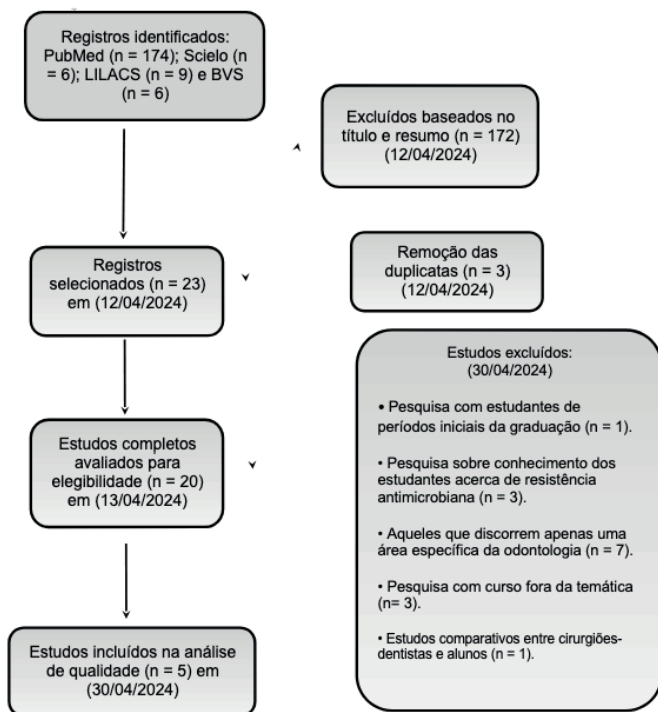 Registros identificados:
PubMed (n = 174); Scielo (n
= 6); LILACS (n = 9) e BVS
(n = 6)
Excluídos baseados no
título e resumo (n = 172)
(12/04/2024)
Registros
selecionados (n = 23)
em (12/04/2024)
Remoção das
duplicatas (n = 3)
(12/04/2024)
Estudos completos
avaliados para
elegibilidade (n = 20)
em (13/04/2024)
Estudos excluídos:
(30/04/2024)
• Pesquisa com estudantes de
períodos iniciais da graduação (n = 1).
• Pesquisa sobre conhecimento dos
estudantes acerca de resistência
antimicrobiana (n = 3).
• Aqueles que discorrem apenas uma
área específica da odontologia (n = 7).
• Pesquisa com curso fora da temática
(n= 3).
• Estudos comparativos entre cirurgiões-
dentistas e alunos (n = 1).
Estudos incluídos na análise
de qualidade (n = 5) em
(30/04/2024)